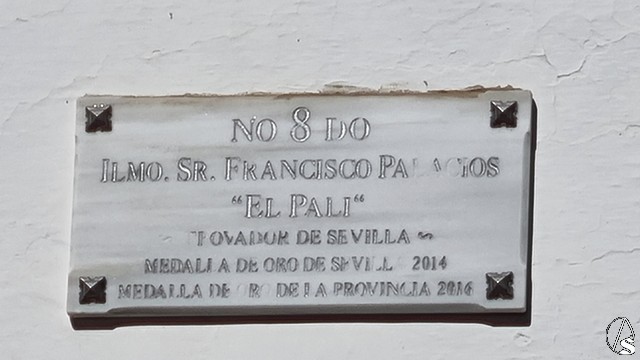 NO 8 DO
ILMO. SR. FRANCISCO PALACIOS
"EL PALI"
TROVADOR DE SEVILLA
MEDALLA DE ORO DE SEVILLA 2014
MEDALLA DE ORO DE LA PROVINCIA 2016